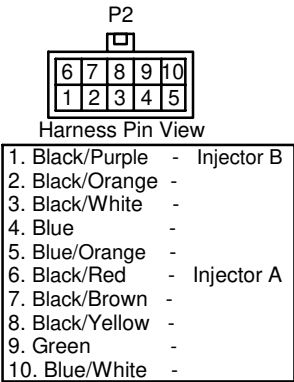 P2
6 7 8 9 10
1 2 3 4 5
Harness Pin View
1. Black/Purple - Injector B
2. Black/Orange -
3. Black/White -
4. Blue -
5. Blue/Orange -
6. Black/Red - Injector A
7. Black/Brown -
8. Black/Yellow -
9. Green -
10. Blue/White -